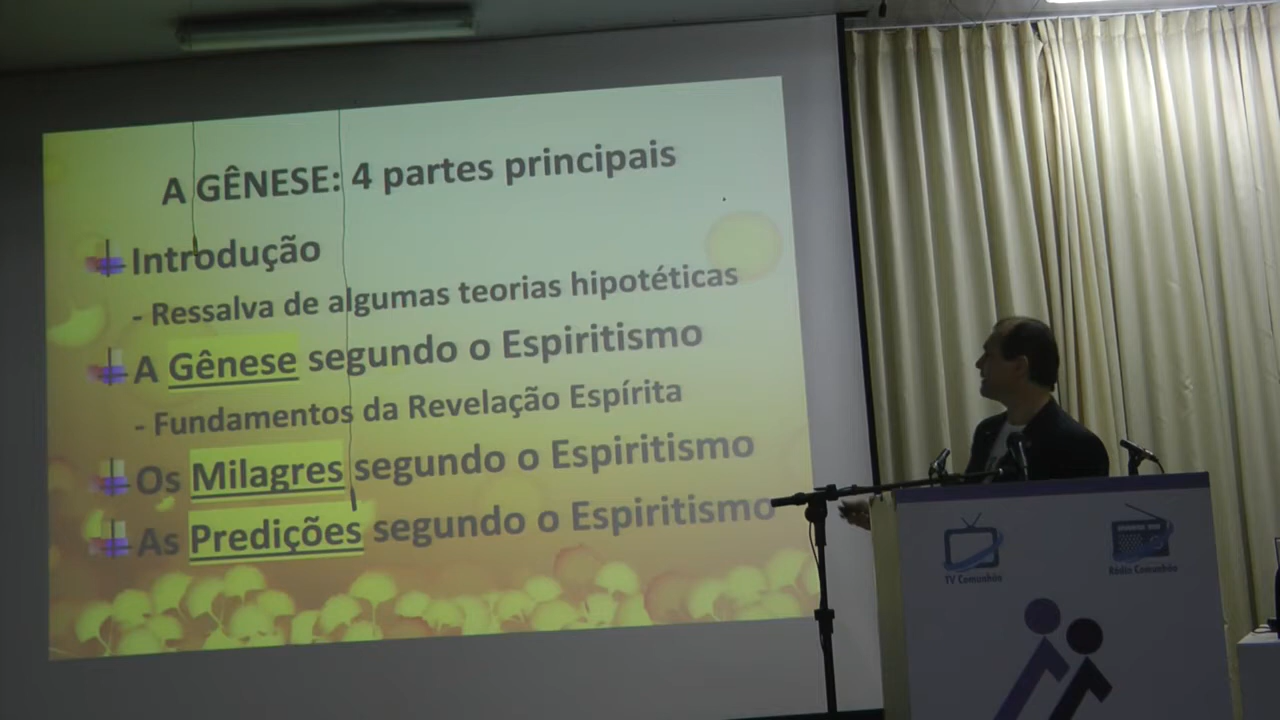 A GÊNESE: 4 partes principais
Introdução
- Ressalva de algumas teorias hipotéticas
A Gênese segundo o Espiritismo
- Fundamentos da Revelação Espírita
Os Milagres segundo o Espiritismo
As Predições segundo o Espiritismo
TV Comunhão
Rádio Comunhão